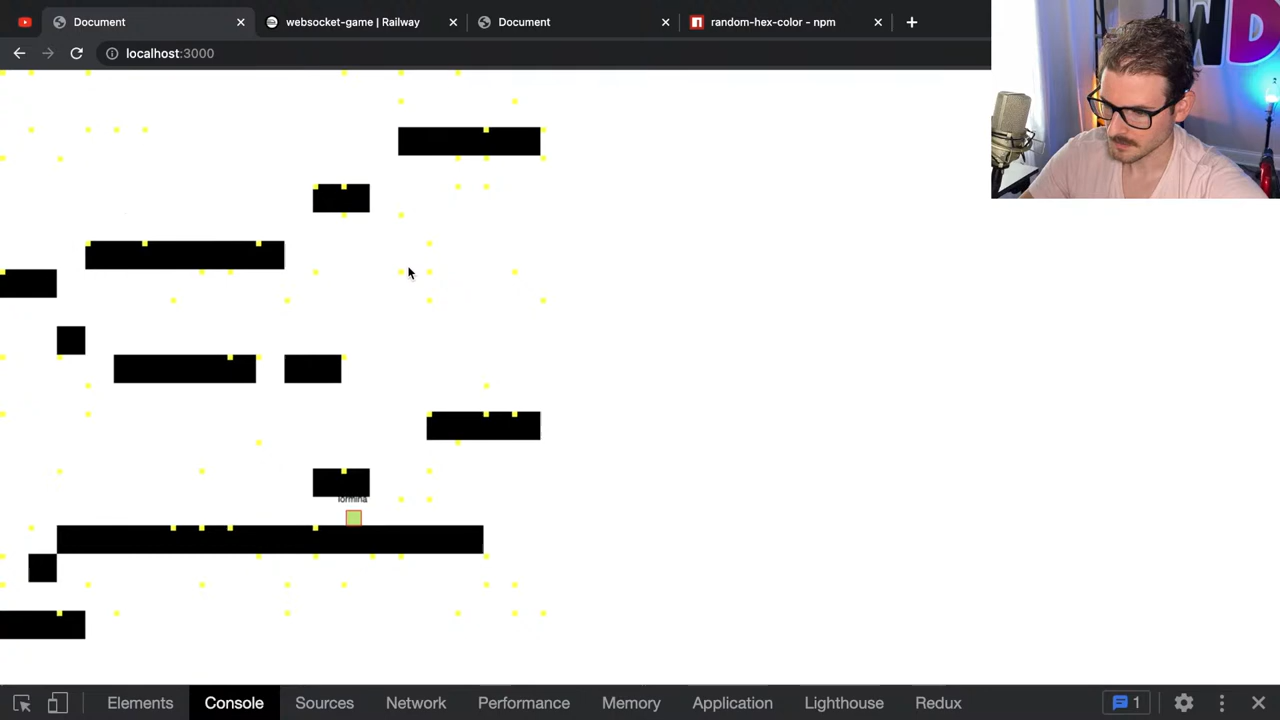 Document
websocket-game | Railway
Document
random-hex-color - npm
localhost:3000
WD
Elements
Console
Sources
Network
Performance
Memory
Application
Lighthouse
Redux
1